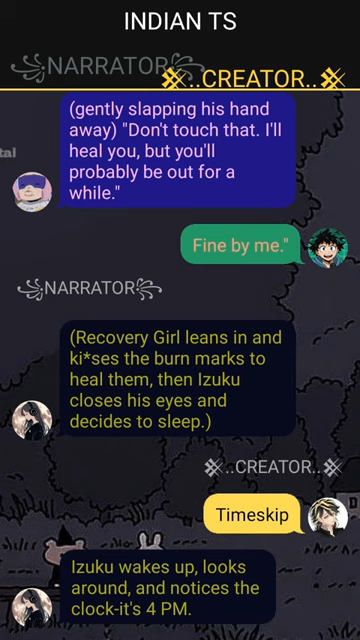 INDIAN TS
꧁NARRATOR꧂
※..CREATOR..※
(gently slapping his hand
away) "Don't touch that. I'll
heal you, but you'll
probably be out for a
while."
tal
Fine by me."
꧁NARRATOR꧂
(Recovery Girl leans in and
ki*ses the burn marks to
heal them, then Izuku
closes his eyes and
decides to sleep.)
※..CREATOR..※
Timeskip
Izuku wakes up, looks
around, and notices the
clock-it's 4 PM.